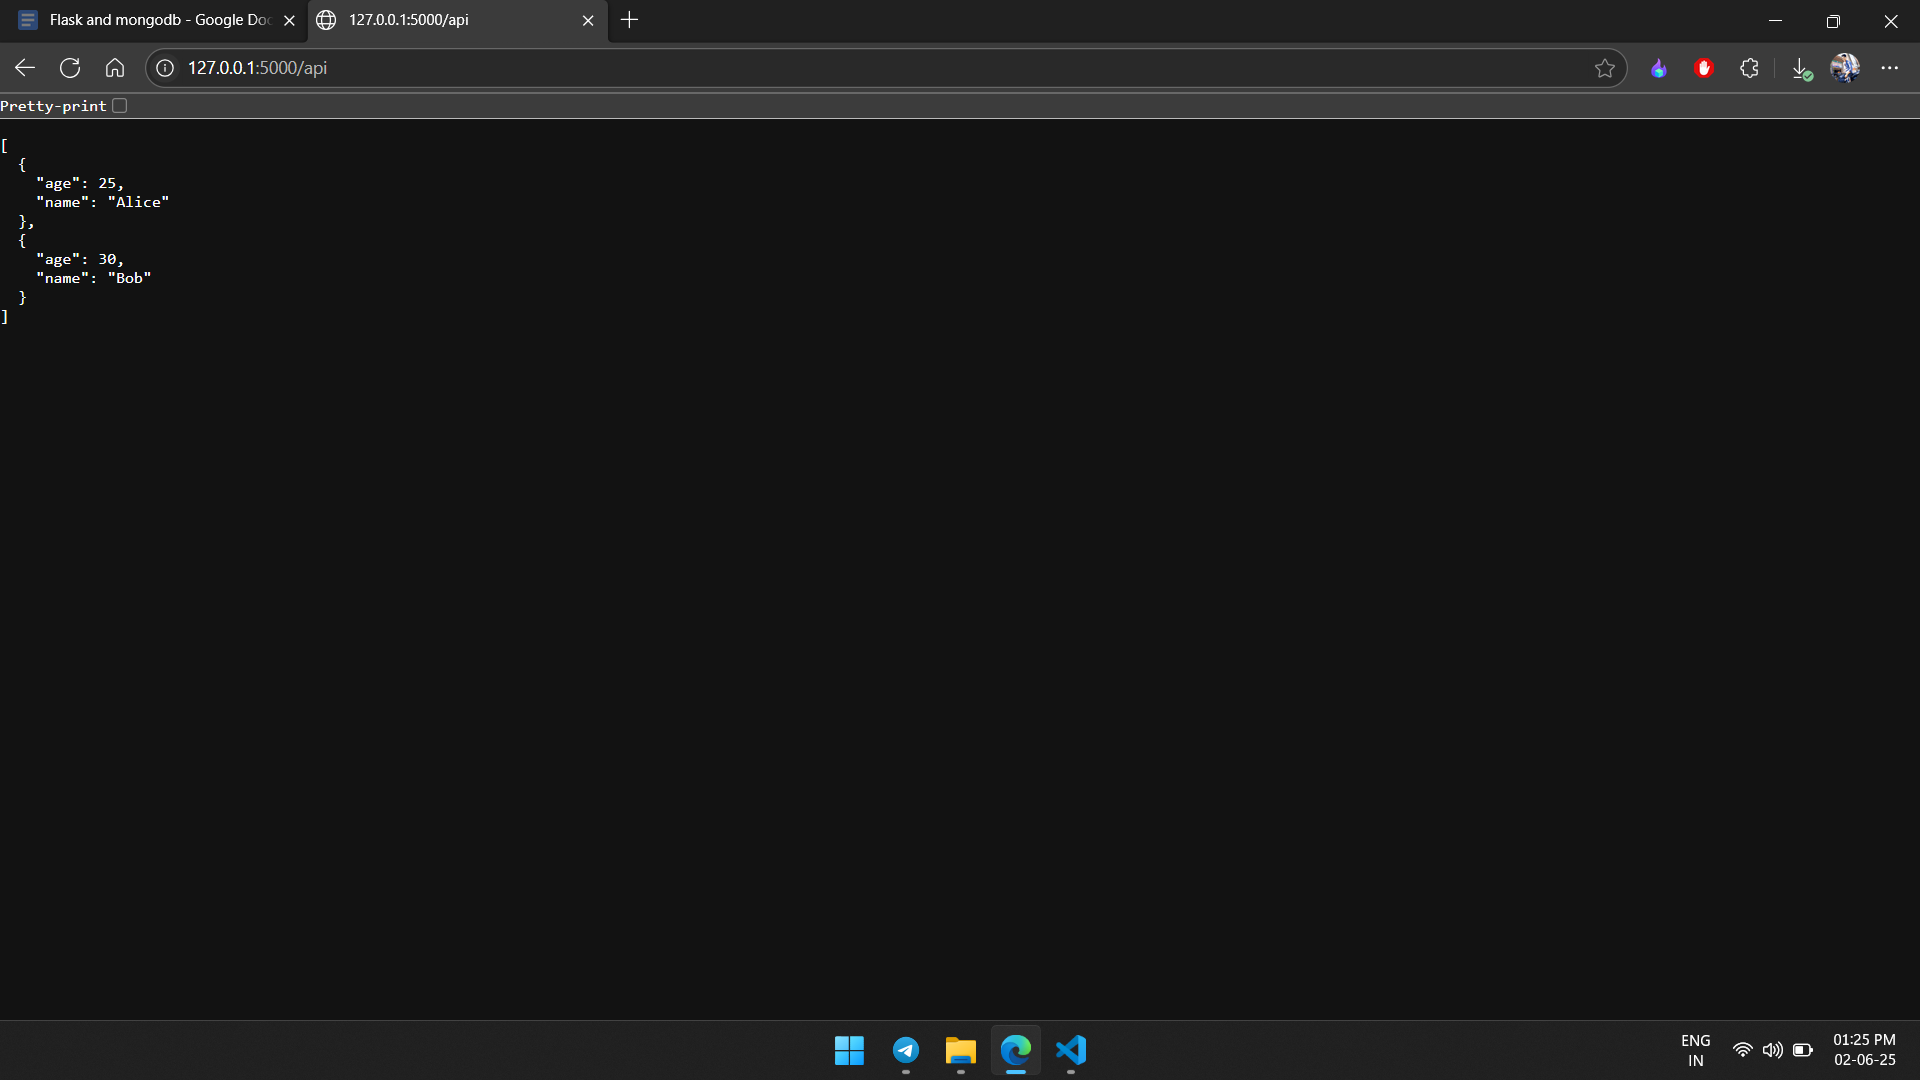 Flask and mongodb - Google Doc
127.0.0.1:5000/api
127.0.0.1:5000/api
Pretty-print
[
  {
    "age": 25,
    "name": "Alice"
  },
  {
    "age": 30,
    "name": "Bob"
  }
]
ENG
IN
01:25 PM
02-06-25